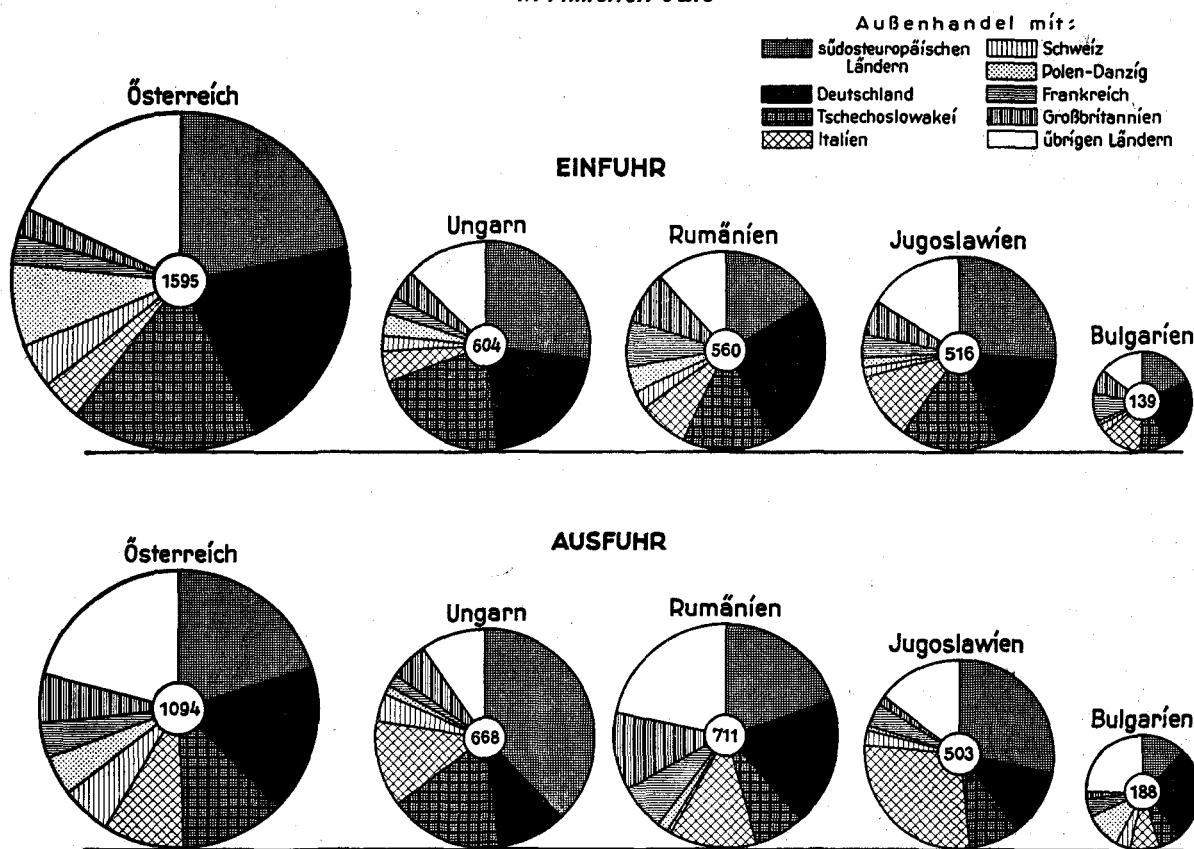 Außenhandel mit:
südosteuropäischen Ländern
Deutschland
Tschechoslowakei
Italien
Schweiz
Polen-Danzig
Frankreich
Großbritannien
übrigen Ländern
EINFUHR
Österreich
1595
Ungarn
604
Rumänien
560
Jugoslawien
516
Bulgarien
139
AUSFUHR
Österreich
1094
Ungarn
668
Rumänien
711
Jugoslawien
503
Bulgarien
188